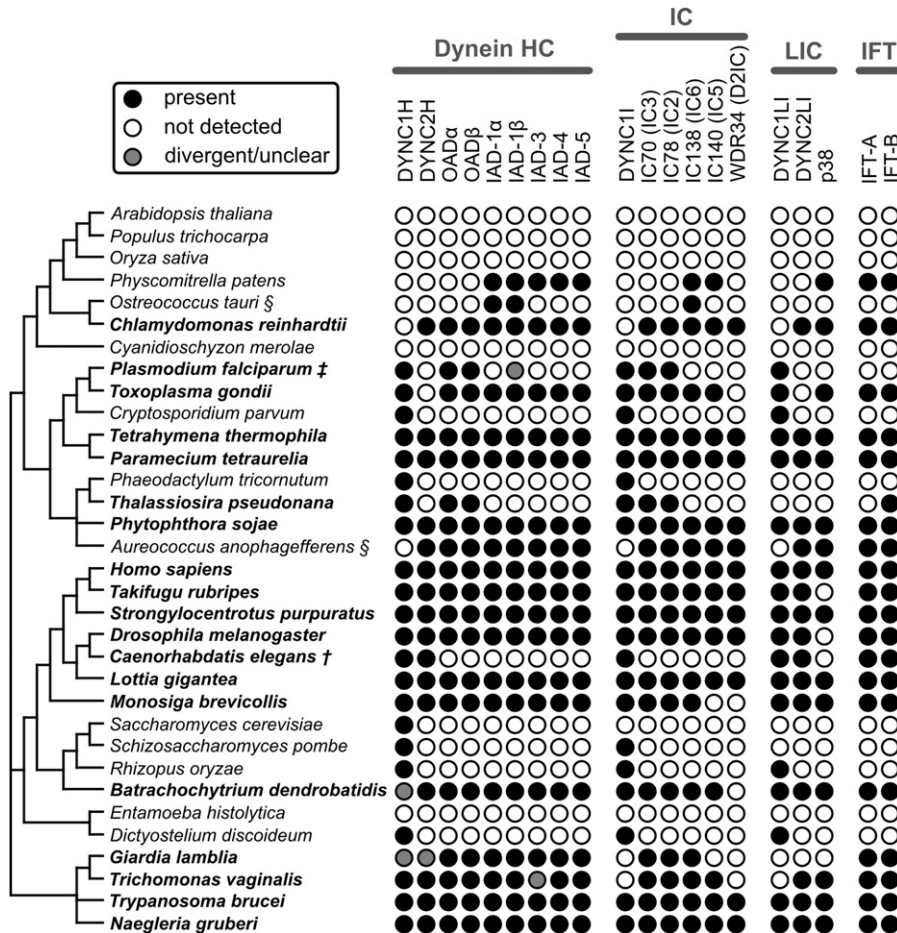 IC
Dynein HC
LIC
IFT
present
not detected
divergent/unclear
DYNC1H
DYNC2H
OADα
OADβ
IAD-1α
IAD-1β
IAD-3
IAD-4
IAD-5
DYNC1I
IC70 (IC3)
IC78 (IC2)
IC138 (IC6)
IC140 (IC5)
WDR34 (D2IC)
DYNC1LI
DYNC2LI
p38
IFT-A
IFT-B
Arabidopsis thaliana
Populus trichocarpa
Oryza sativa
Physcomitrella patens
Ostreococcus tauri §
Chlamydomonas reinhardtii
Cyanidioschyzon merolae
Plasmodium falciparum ‡
Toxoplasma gondii
Cryptosporidium parvum
Tetrahymena thermophila
Paramecium tetraurelia
Phaeodactylum tricornutum
Thalassiosira pseudonana
Phytophthora sojae
Aureococcus anophagefferens §
Homo sapiens
Takifugu rubripes
Strongylocentrotus purpuratus
Drosophila melanogaster
Caenorhabdatis elegans †
Lottia gigantea
Monosiga brevicollis
Saccharomyces cerevisiae
Schizosaccharomyces pombe
Rhizopus oryzae
Batrachochytrium dendrobatidis
Entamoeba histolytica
Dictyostelium discoideum
Giardia lamblia
Trichomonas vaginalis
Trypanosoma brucei
Naegleria gruberi